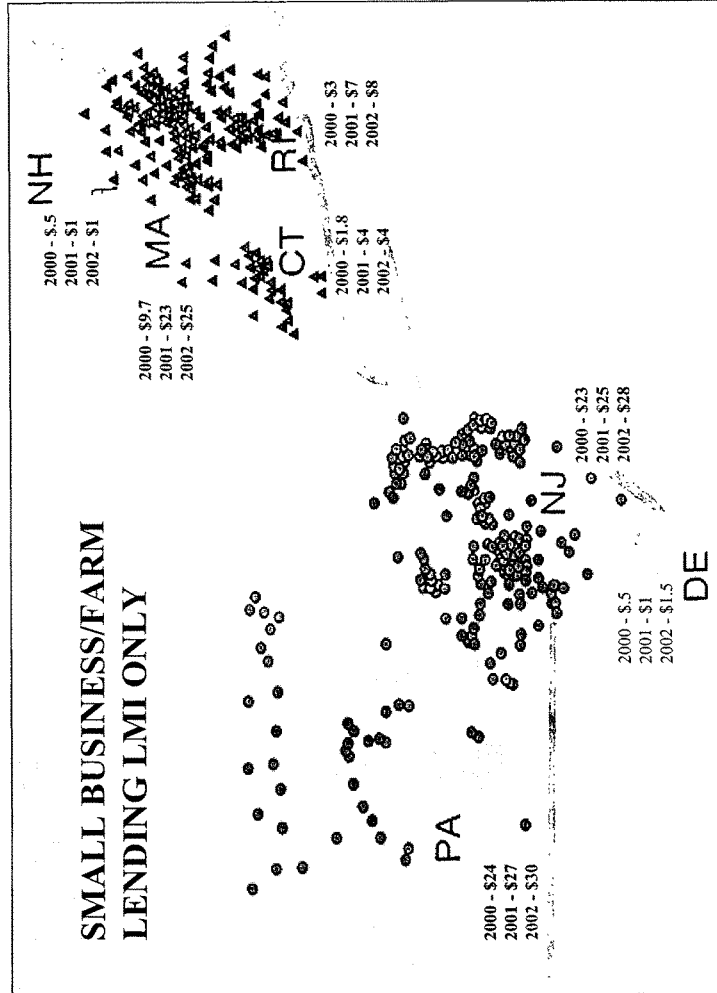 SMALL BUSINESS/FARM
LENDING LMI ONLY
NH
2000 - $.5
2001 - $1
2002 - $1
MA
2000 - $9.7
2001 - $23
2002 - $25
CT
2000 - $1.8
2001 - $4
2002 - $4
RI
2000 - $3
2001 - $7
2002 - $8
PA
2000 - $24
2001 - $27
2002 - $30
NJ
2000 - $23
2001 - $25
2002 - $28
DE
2000 - $.5
2001 - $1
2002 - $1.5